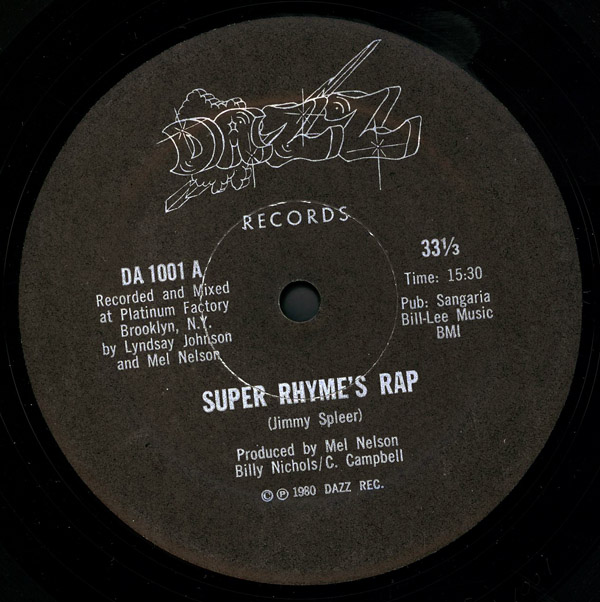 DAZZ
RECORDS
DA 1001 A
Recorded and Mixed
at Platinum Factory
Brooklyn, N.Y.
by Lyndsay Johnson
and Mel Nelson
33⅓
Time: 15:30
Pub: Sangaria
Bill-Lee Music
BMI
SUPER RHYME'S RAP
(Jimmy Spleer)
Produced by Mel Nelson
Billy Nichols/C. Campbell
© ℗ 1980 DAZZ REC.